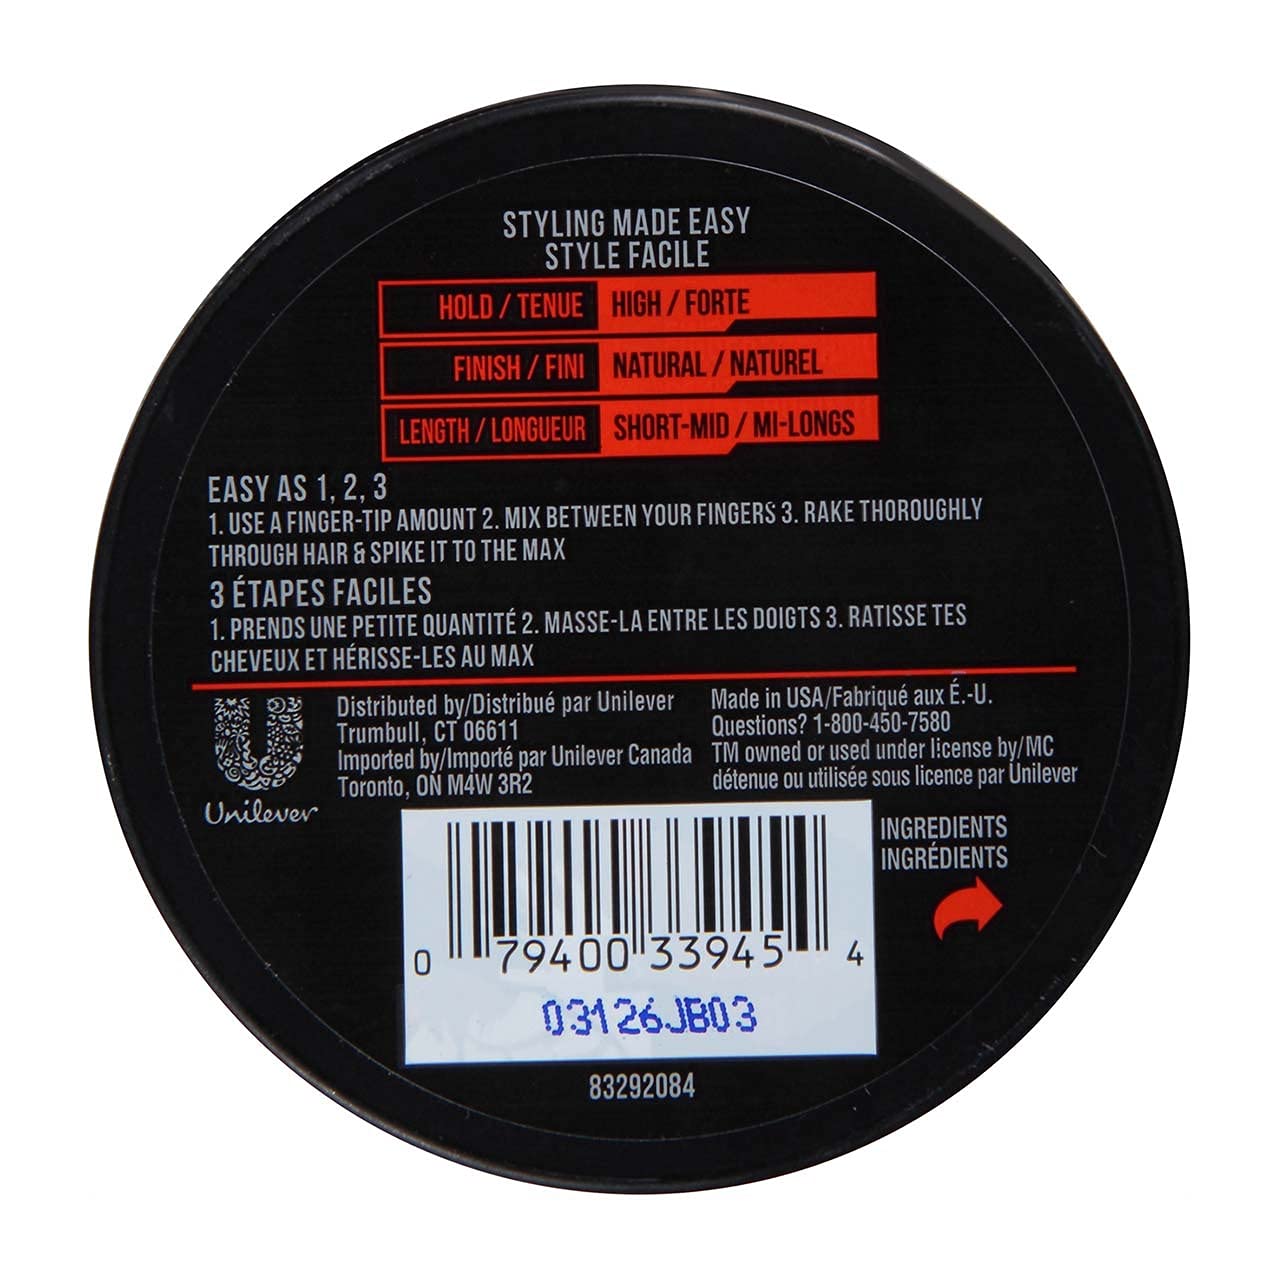 STYLING MADE EASY
STYLE FACILE
HOLD / TENUE HIGH / FORTE
FINISH / FINI NATURAL / NATUREL
LENGTH / LONGUEUR SHORT-MID / MI-LONGS
EASY AS 1, 2, 3
1. USE A FINGER-TIP AMOUNT 2. MIX BETWEEN YOUR FINGERS 3. RAKE THOROUGHLY
THROUGH HAIR & SPIKE IT TO THE MAX
3 ÉTAPES FACILES
1. PRENDS UNE PETITE QUANTITÉ 2. MASSE-LA ENTRE LES DOIGTS 3. RATISSE TES
CHEVEUX ET HÉRISSE-LES AU MAX
Unilever
Distributed by/Distribué par Unilever
Trumbull, CT 06611
Imported by/Importé par Unilever Canada
Toronto, ON M4W 3R2
Made in USA/Fabriqué aux É.-U.
Questions? 1-800-450-7580
TM owned or used under license by/MC
détenue ou utilisée sous licence par Unilever
INGREDIENTS
INGRÉDIENTS
0 79400 33945 4
03126JB03
83292084